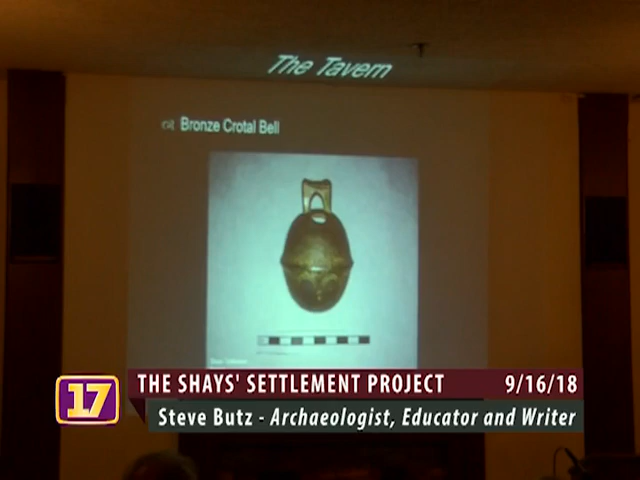 The Tavern
Bronze Crotal Bell
17
THE SHAYS' SETTLEMENT PROJECT 9/16/18
Steve Butz - Archaeologist, Educator and Writer